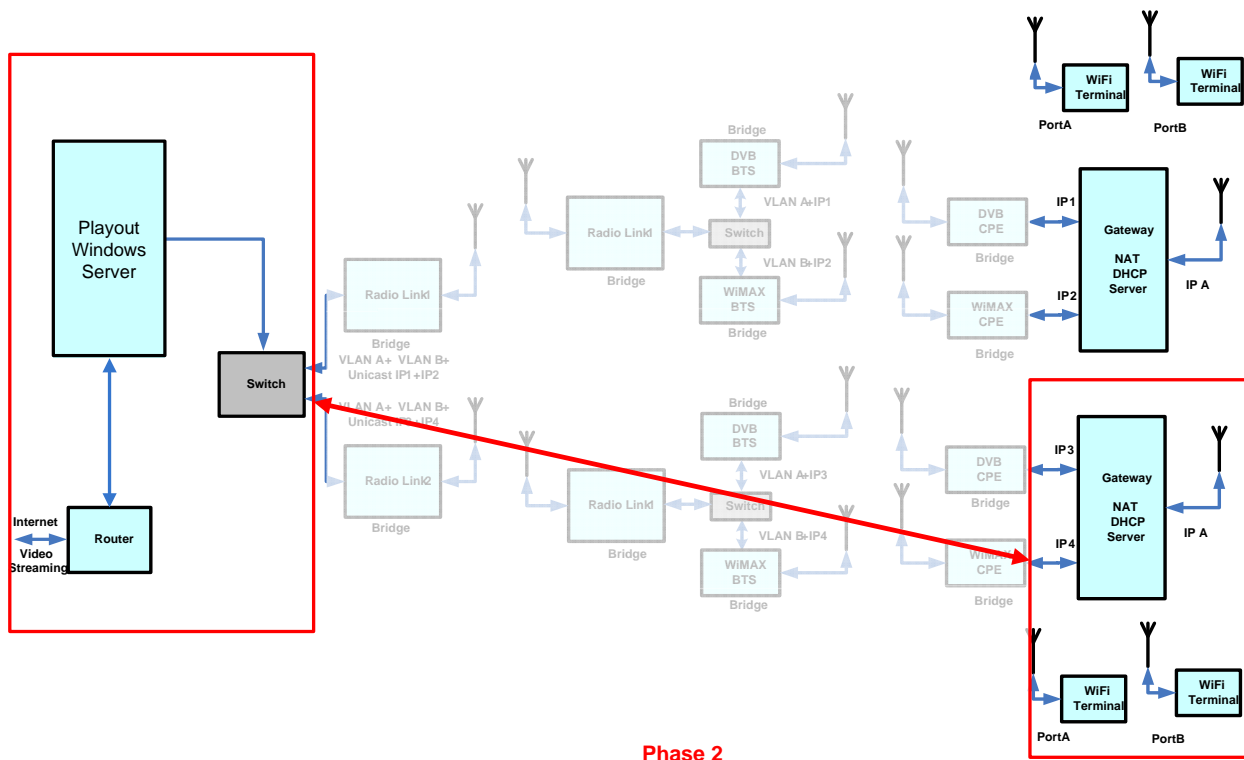 WiFi
Terminal
PortA
WiFi
Terminal
PortB
Playout
Windows
Server
Switch
Router
Internet
Video
Streaming
Radio Link1
Bridge
VLAN A+ VLAN B+
Unicast IP1+IP2
VLAN A+ VLAN B+
Unicast IP3+IP4
Radio Link2
Bridge
Radio Link1
Bridge
Bridge
DVB
BTS
VLAN A+IP1
Switch
VLAN B+IP2
WiMAX
BTS
Bridge
DVB
CPE
Bridge
WiMAX
CPE
Bridge
IP1
IP2
Gateway
NAT
DHCP
Server
IP A
Radio Link1
Bridge
Bridge
DVB
BTS
VLAN A+IP3
Switch
VLAN B+IP4
WiMAX
BTS
Bridge
DVB
CPE
Bridge
WiMAX
CPE
Bridge
IP3
IP4
Gateway
NAT
DHCP
Server
IP A
WiFi
Terminal
PortA
WiFi
Terminal
PortB
Phase 2